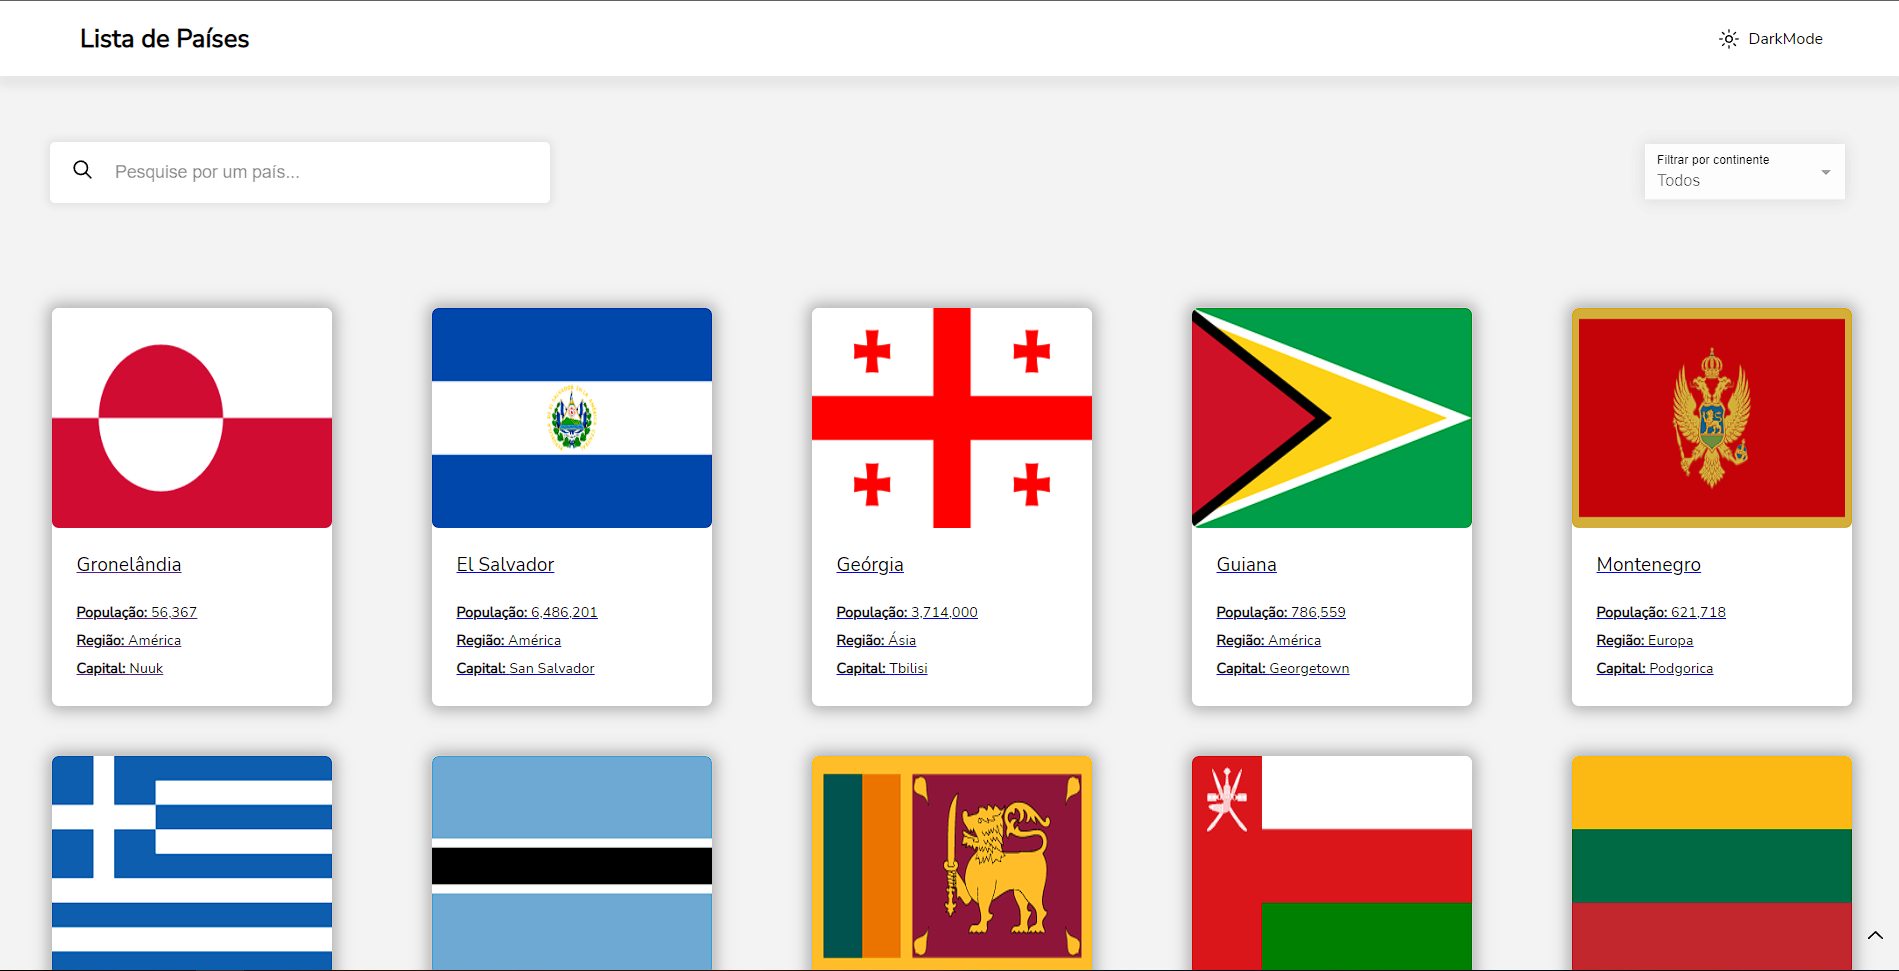 Lista de Países
DarkMode
Pesquise por um país...
Filtrar por continente
Todos
Gronelândia
População: 56,367
Região: América
Capital: Nuuk
El Salvador
População: 6,486,201
Região: América
Capital: San Salvador
Geórgia
População: 3,714,000
Região: Ásia
Capital: Tbilisi
Guiana
População: 786,559
Região: América
Capital: Georgetown
Montenegro
População: 621,718
Região: Europa
Capital: Podgorica